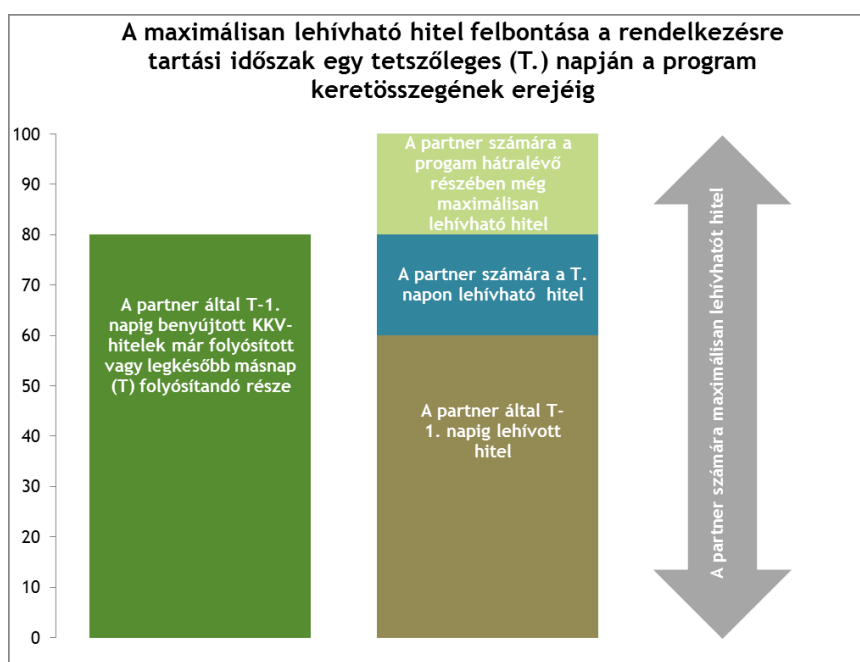 A maximálisan lehívható hitel felbontása a rendelkezésre
tartási időszak egy tetszőleges (T.) napján a program
keretösszegének erejéig
100
90
80
70
60
50
40
30
20
10
0
A partner által T-1.
napig benyújtott KKV-
hitelek már folyósított
vagy legkésőbb másnap
(T) folyósítandó része
A partner számára a
progam hátralévő
részében még
maximálisan
lehívható hitel
A partner számára a T.
napon lehívható hitel
A partner által T-
1. napig lehívott
hitel
A partner számára maximálisan lehívhatót hitel